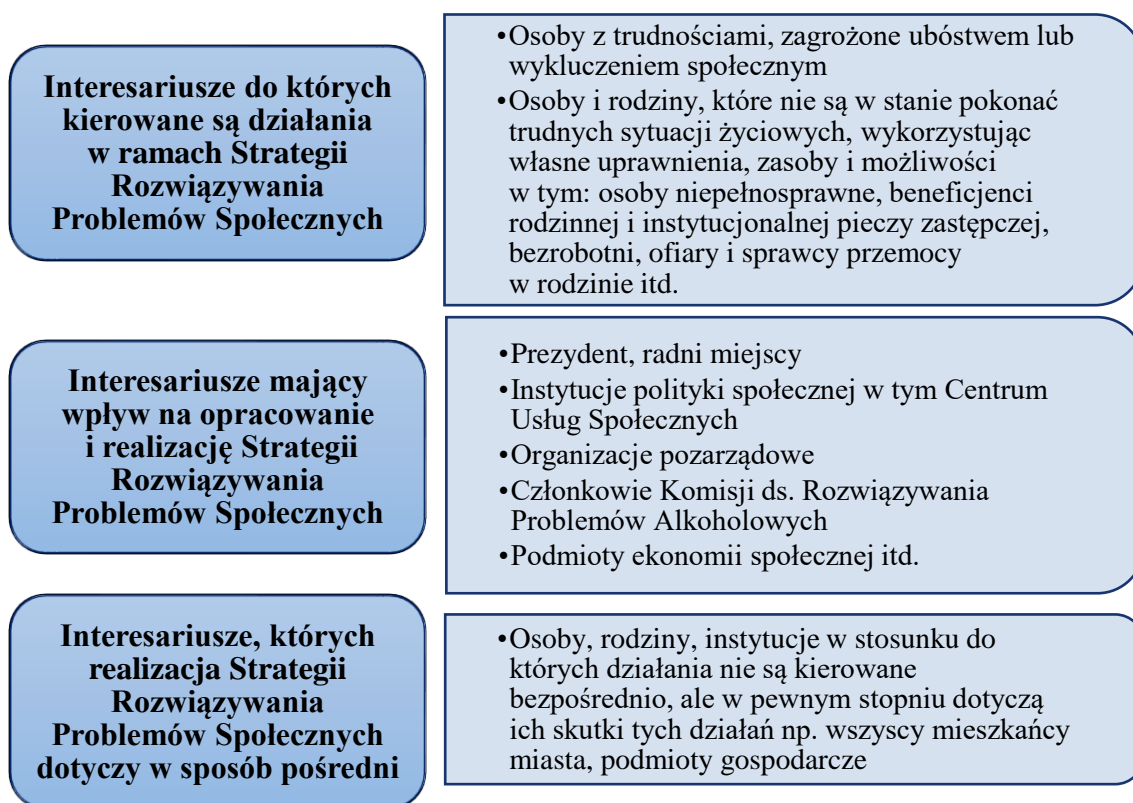 Interesariusze do których
kierowane są działania
w ramach Strategii
Rozwiązywania
Problemów Społecznych
•Osoby z trudnościami, zagrożone ubóstwem lub
wykluczeniem społecznym
•Osoby i rodziny, które nie są w stanie pokonać
trudnych sytuacji życiowych, wykorzystując
własne uprawnienia, zasoby i możliwości
w tym: osoby niepełnosprawne, beneficjenci
rodzinnej i instytucjonalnej pieczy zastępczej,
bezrobotni, ofiary i sprawcy przemocy
w rodzinie itd.
Interesariusze mający
wpływ na opracowanie
i realizację Strategii
Rozwiązywania
Problemów Społecznych
•Prezydent, radni miejscy
•Instytucje polityki społecznej w tym Centrum
Usług Społecznych
•Organizacje pozarządowe
•Członkowie Komisji ds. Rozwiązywania
Problemów Alkoholowych
•Podmioty ekonomii społecznej itd.
Interesariusze, których
realizacja Strategii
Rozwiązywania
Problemów Społecznych
dotyczy w sposób pośredni
•Osoby, rodziny, instytucje w stosunku do
których działania nie są kierowane
bezpośrednio, ale w pewnym stopniu dotyczą
ich skutki tych działań np. wszyscy mieszkańcy
miasta, podmioty gospodarcze